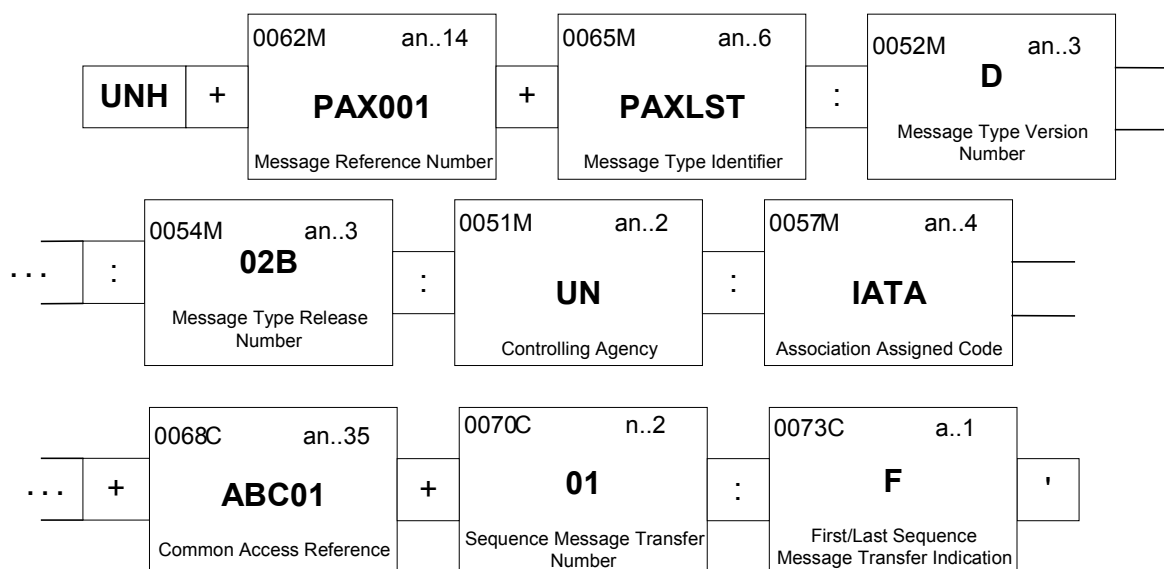 0062M an..14 0065M an..6 0052M an..3
UNH + PAX001 + PAXLST : D
Message Reference Number Message Type Identifier Message Type Version
Number
0054M an..3 0051M an..2 0057M an..4
... : 02B : UN : IATA
Message Type Release
Number Controlling Agency Association Assigned Code
0068C an..35 0070C n..2 0073C a..1
... + ABC01 + 01 : F '
Common Access Reference Sequence Message Transfer First/Last Sequence
Number Message Transfer Indication